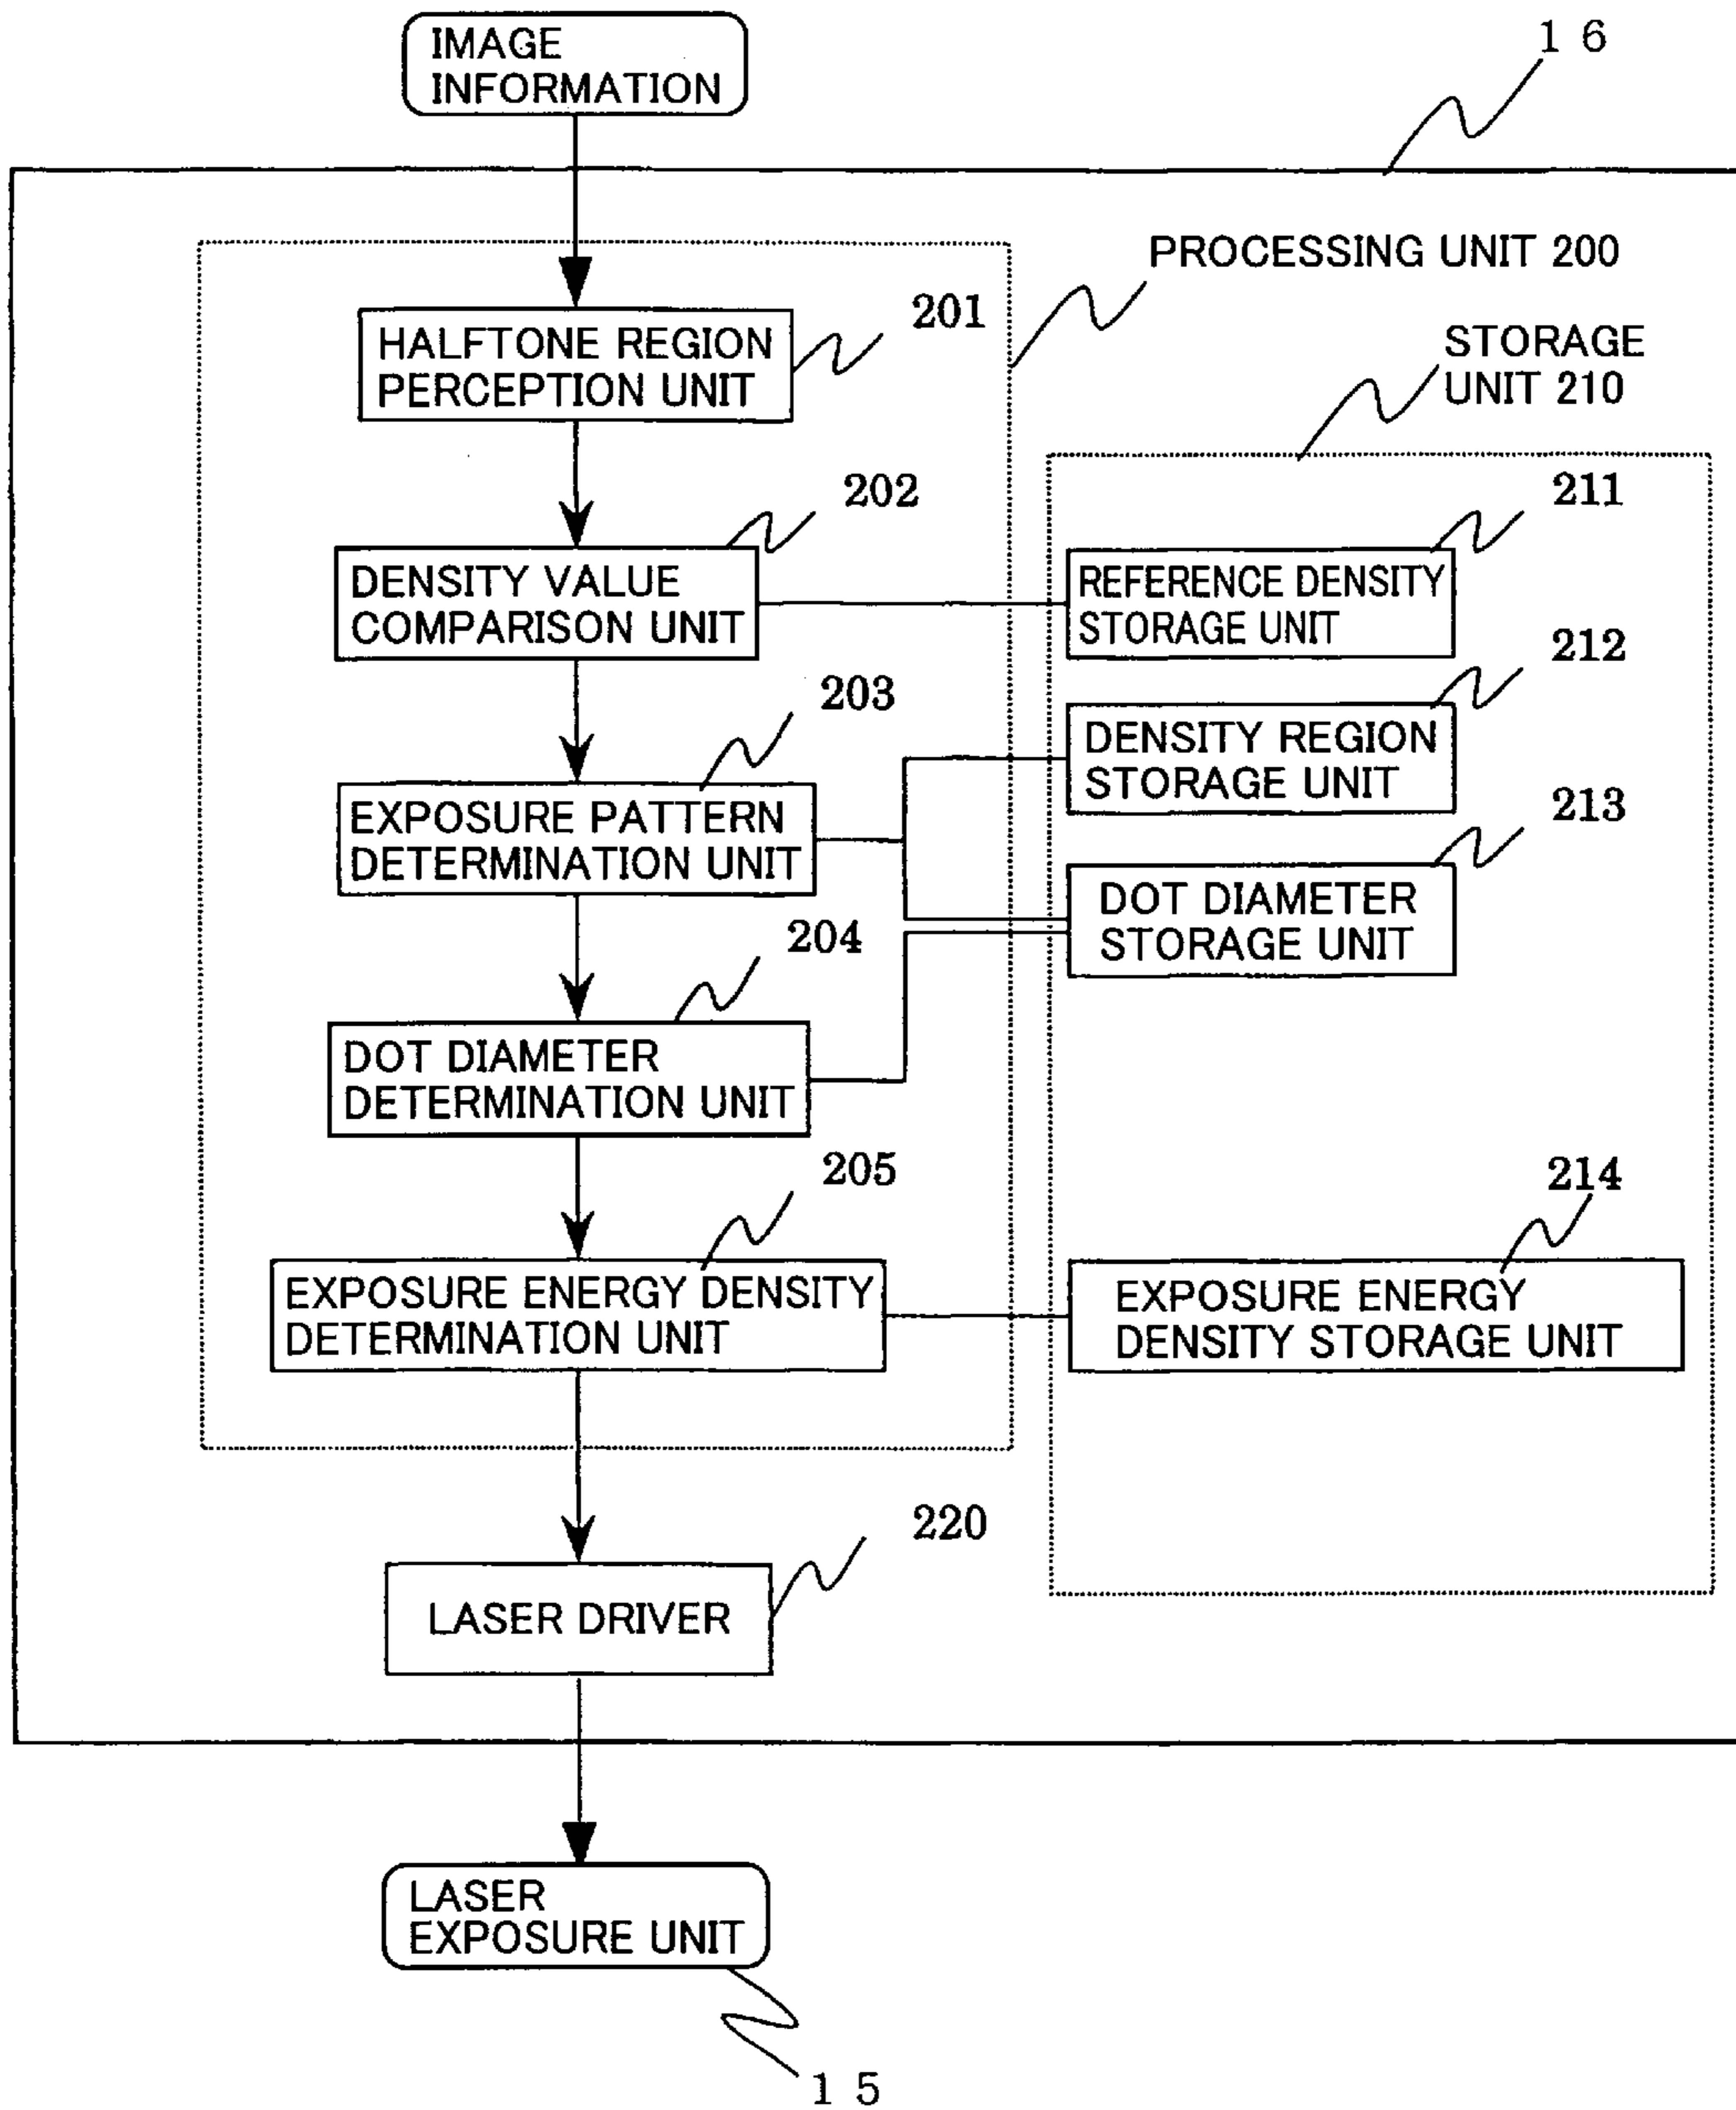 IMAGE
INFORMATION
1 6
PROCESSING UNIT 200
201
HALFTONE REGION
PERCEPTION UNIT
STORAGE
UNIT 210
202
211
DENSITY VALUE
COMPARISON UNIT
REFERENCE DENSITY
STORAGE UNIT
203
212
EXPOSURE PATTERN
DETERMINATION UNIT
DENSITY REGION
STORAGE UNIT
213
204
DOT DIAMETER
STORAGE UNIT
DOT DIAMETER
DETERMINATION UNIT
205
214
EXPOSURE ENERGY DENSITY
DETERMINATION UNIT
EXPOSURE ENERGY
DENSITY STORAGE UNIT
220
LASER DRIVER
LASER
EXPOSURE UNIT
1 5